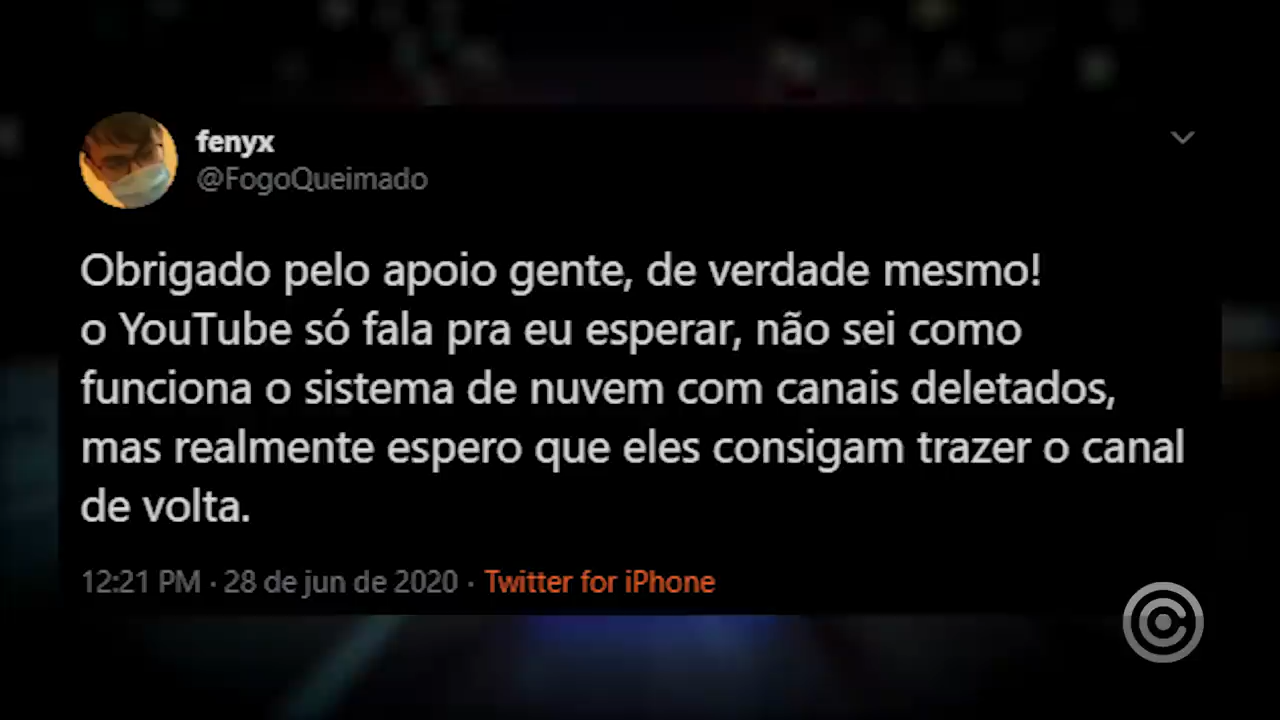 fenyx
@FogoQueimado
Obrigado pelo apoio gente, de verdade mesmo!
o YouTube só fala pra eu esperar, não sei como
funciona o sistema de nuvem com canais deletados,
mas realmente espero que eles consigam trazer o canal
de volta.
12:21 PM · 28 de jun de 2020 · Twitter for iPhone